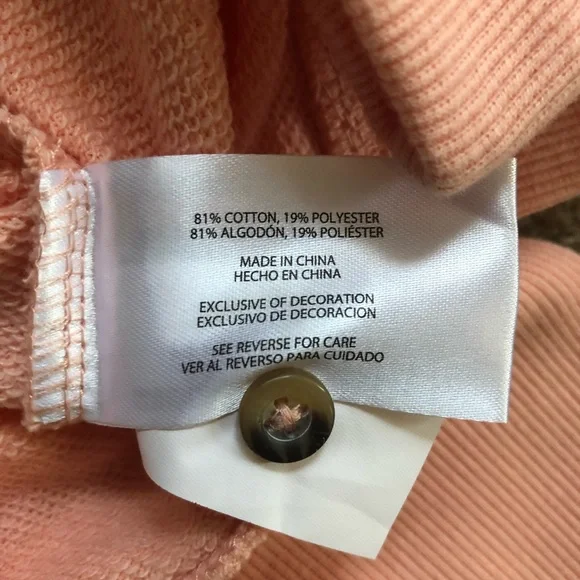 81% COTTON, 19% POLYESTER
81% ALGODÓN, 19% POLIÉSTER
MADE IN CHINA
HECHO EN CHINA
EXCLUSIVE OF DECORATION
EXCLUSIVO DE DECORACION
SEE REVERSE FOR CARE
VER AL REVERSO PARA CUIDADO